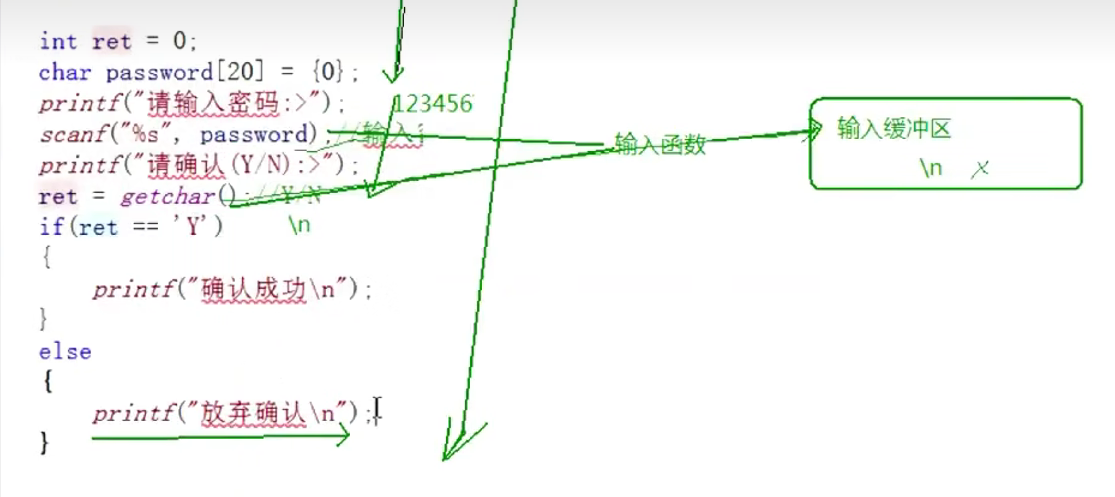 int ret = 0;
char password[20] = {0};
printf("请输入密码:>");
123456
scanf("%s", password);//输入
输入函数
输入缓冲区
printf("请确认(Y/N):>");
\n
ret = getchar();//Y/N
if(ret == 'Y')
\n
{
printf("确认成功\n");
}
else
{
printf("放弃确认\n");
}